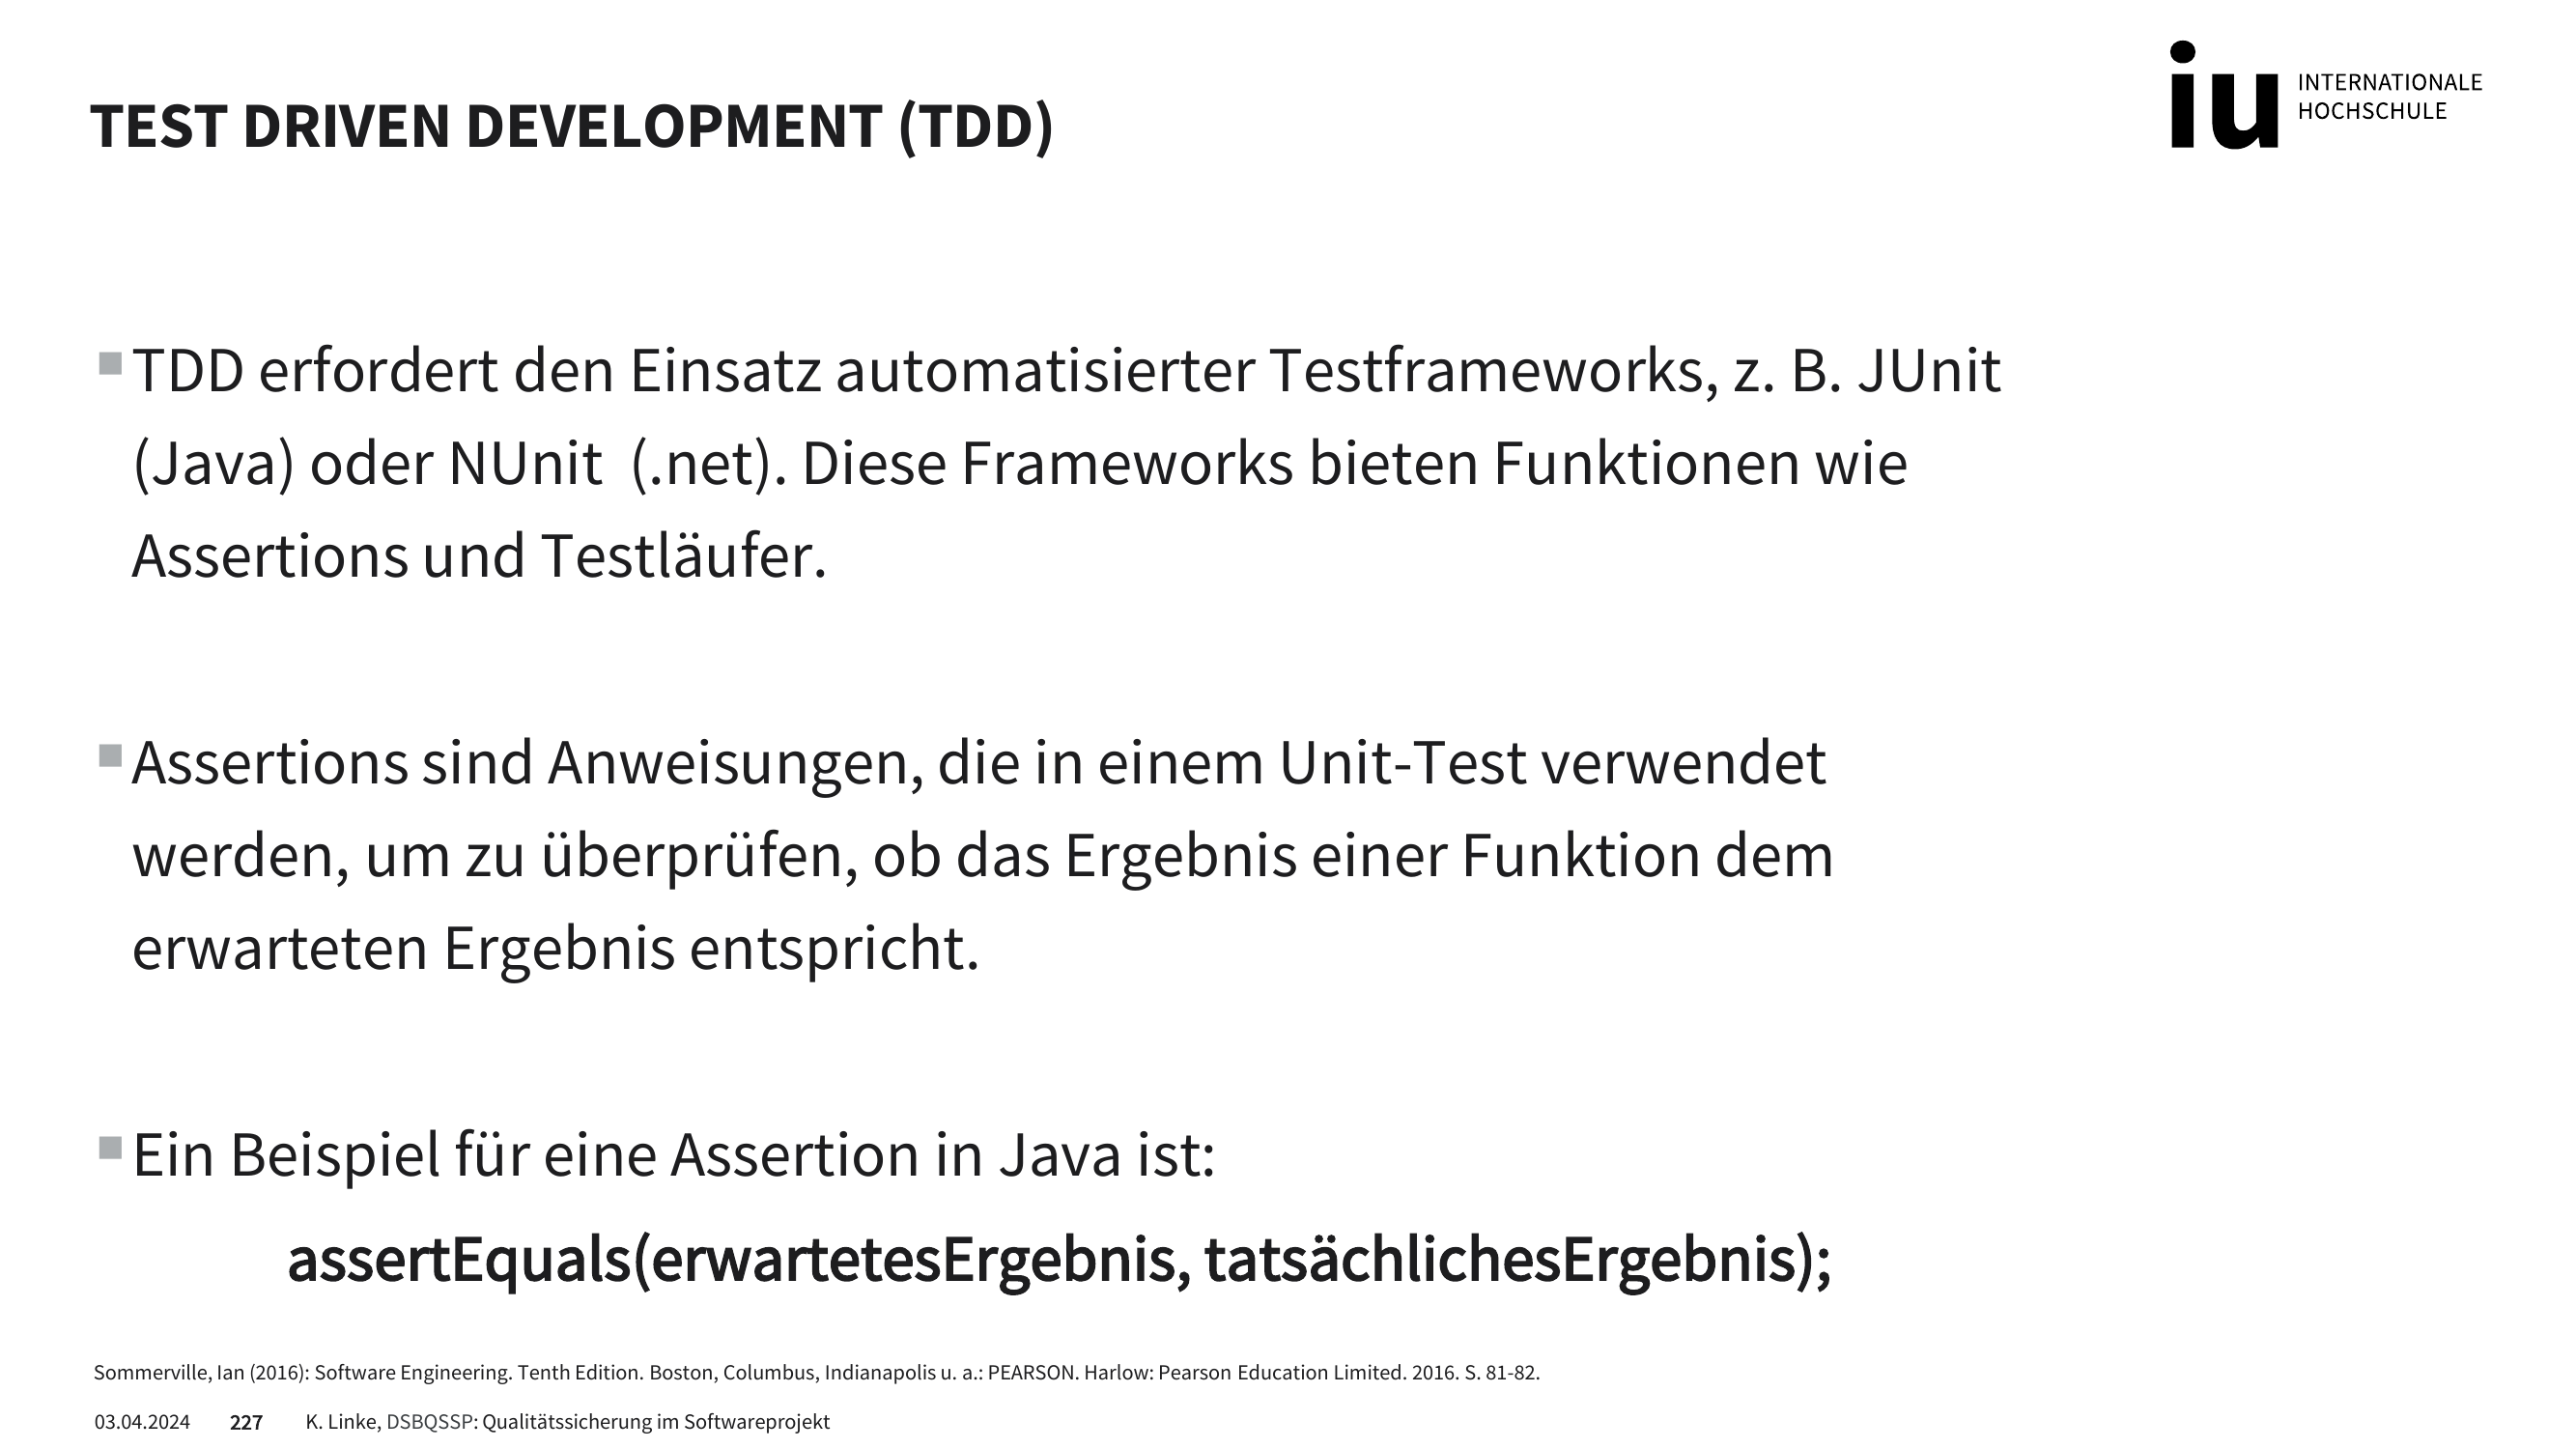 TEST DRIVEN DEVELOPMENT (TDD)
iu INTERNATIONALE
HOCHSCHULE
TDD erfordert den Einsatz automatisierter Testframeworks, z. B. JUnit
(Java) oder NUnit  (.net). Diese Frameworks bieten Funktionen wie
Assertions und Testläufer.
Assertions sind Anweisungen, die in einem Unit-Test verwendet
werden, um zu überprüfen, ob das Ergebnis einer Funktion dem
erwarteten Ergebnis entspricht.
Ein Beispiel für eine Assertion in Java ist:
assertEquals(erwartetesErgebnis, tatsächlichesErgebnis);
Sommerville, Ian (2016): Software Engineering. Tenth Edition. Boston, Columbus, Indianapolis u. a.: PEARSON. Harlow: Pearson Education Limited. 2016. S. 81-82.
03.04.2024 227 K. Linke, DSBQSSP: Qualitätssicherung im Softwareprojekt